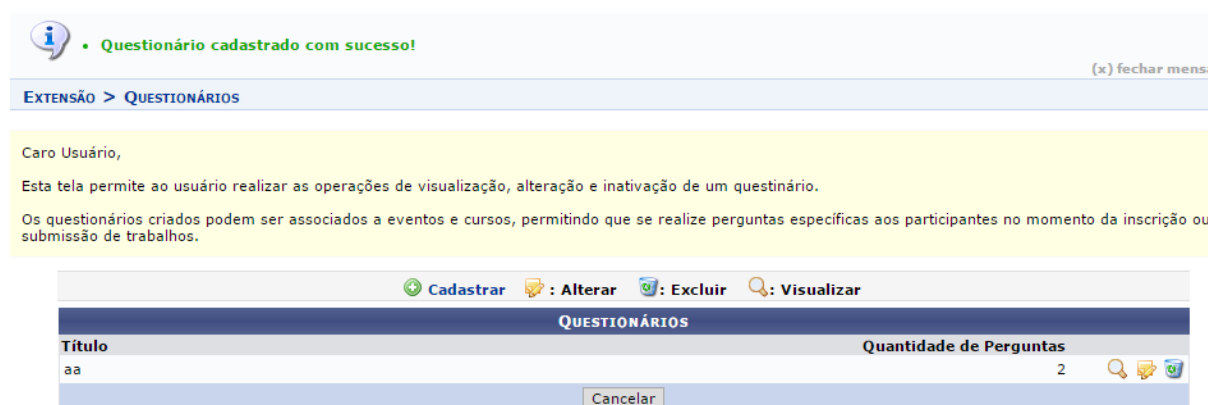 • Questionário cadastrado com sucesso!
(x) fechar mens
EXTENSÃO > QUESTIONÁRIOS
Caro Usuário,
Esta tela permite ao usuário realizar as operações de visualização, alteração e inativação de um questinário.
Os questionários criados podem ser associados a eventos e cursos, permitindo que se realize perguntas específicas aos participantes no momento da inscrição ou
submissão de trabalhos.
Cadastrar : Alterar : Excluir : Visualizar
QUESTIONÁRIOS
Título Quantidade de Perguntas
aa 2
Cancelar